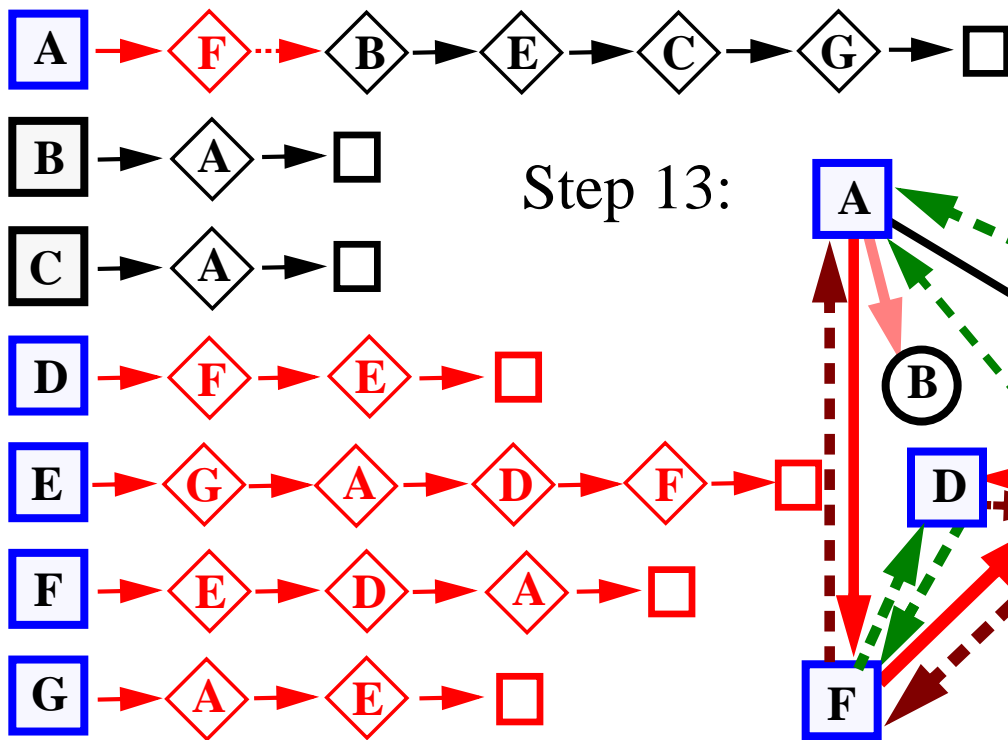 A F B E C G
B A
Step 13:
A
C A
D F E
B
E G A D F
D
F E D A
G A E
F